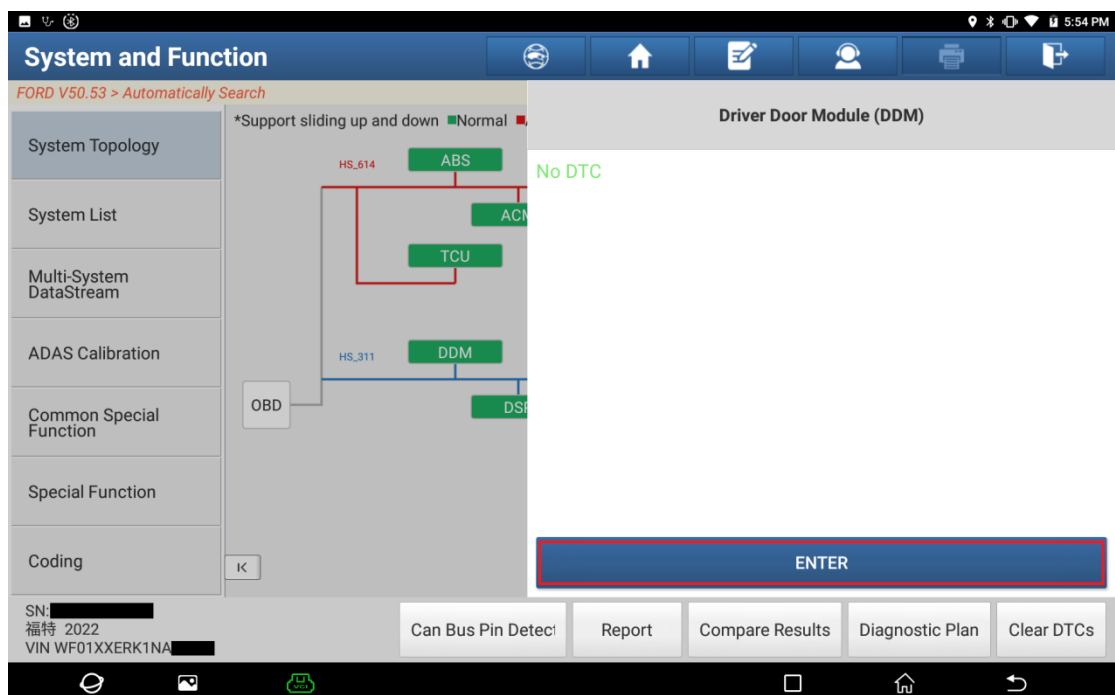 5:54 PM
System and Function
FORD V50.53 > Automatically Search
System Topology
System List
Multi-System
DataStream
ADAS Calibration
Common Special
Function
Special Function
Coding
*Support sliding up and down Normal
HS_614
ABS
ACM
TCU
HS_311
DDM
OBD
DSP
Driver Door Module (DDM)
No DTC
ENTER
SN:
福特 2022
VIN WF01XXERK1NA
Can Bus Pin Detect
Report
Compare Results
Diagnostic Plan
Clear DTCs
VCI